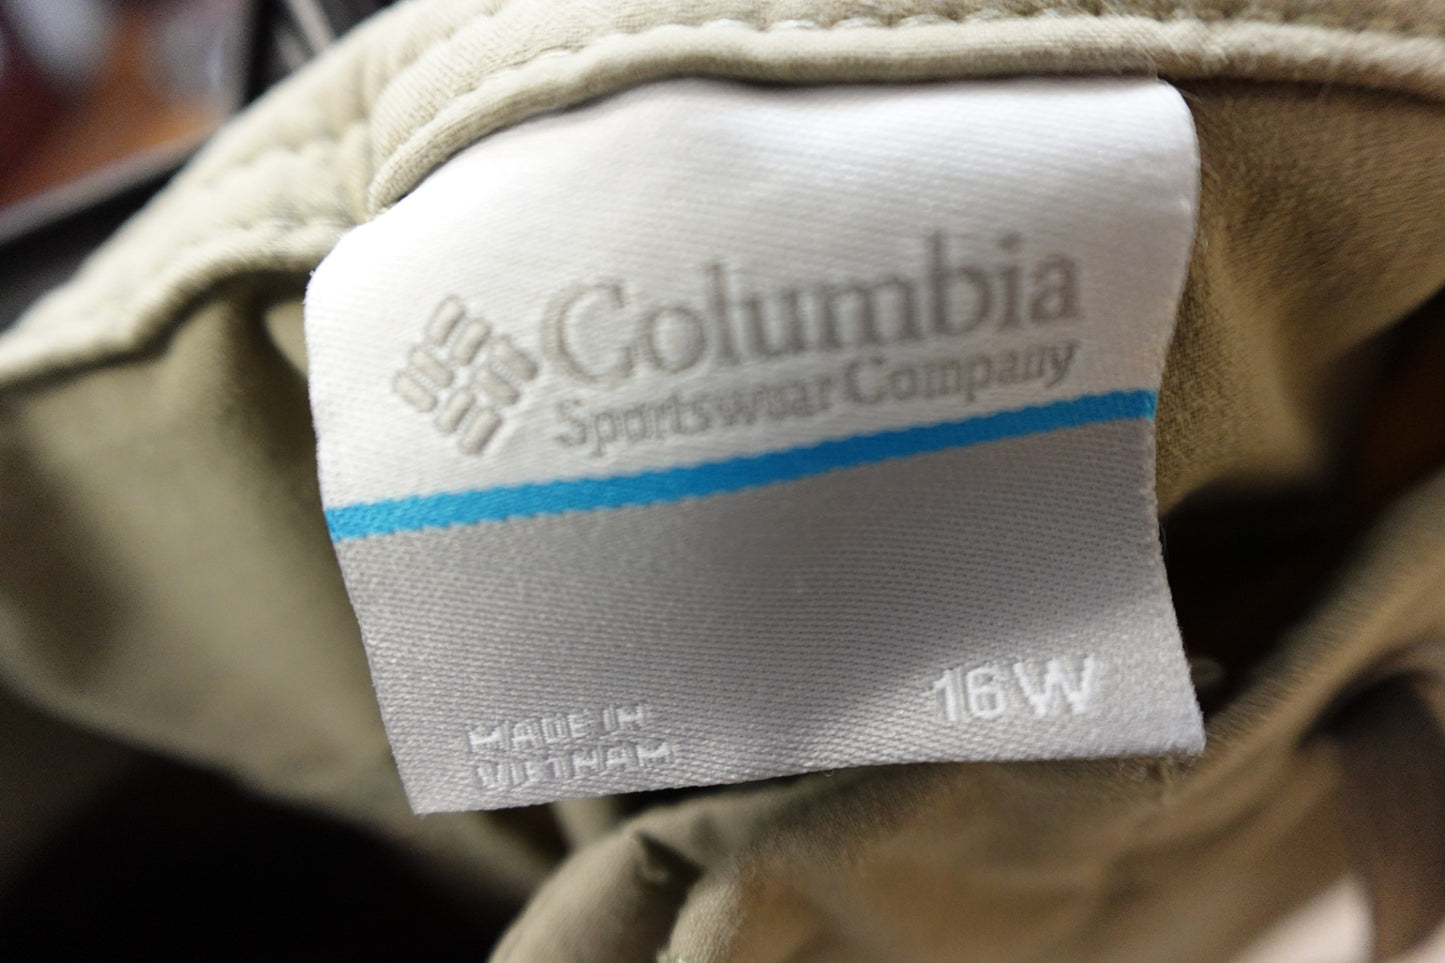 Columbia
Sportswear Company
16W
MADE IN
VIETNAM